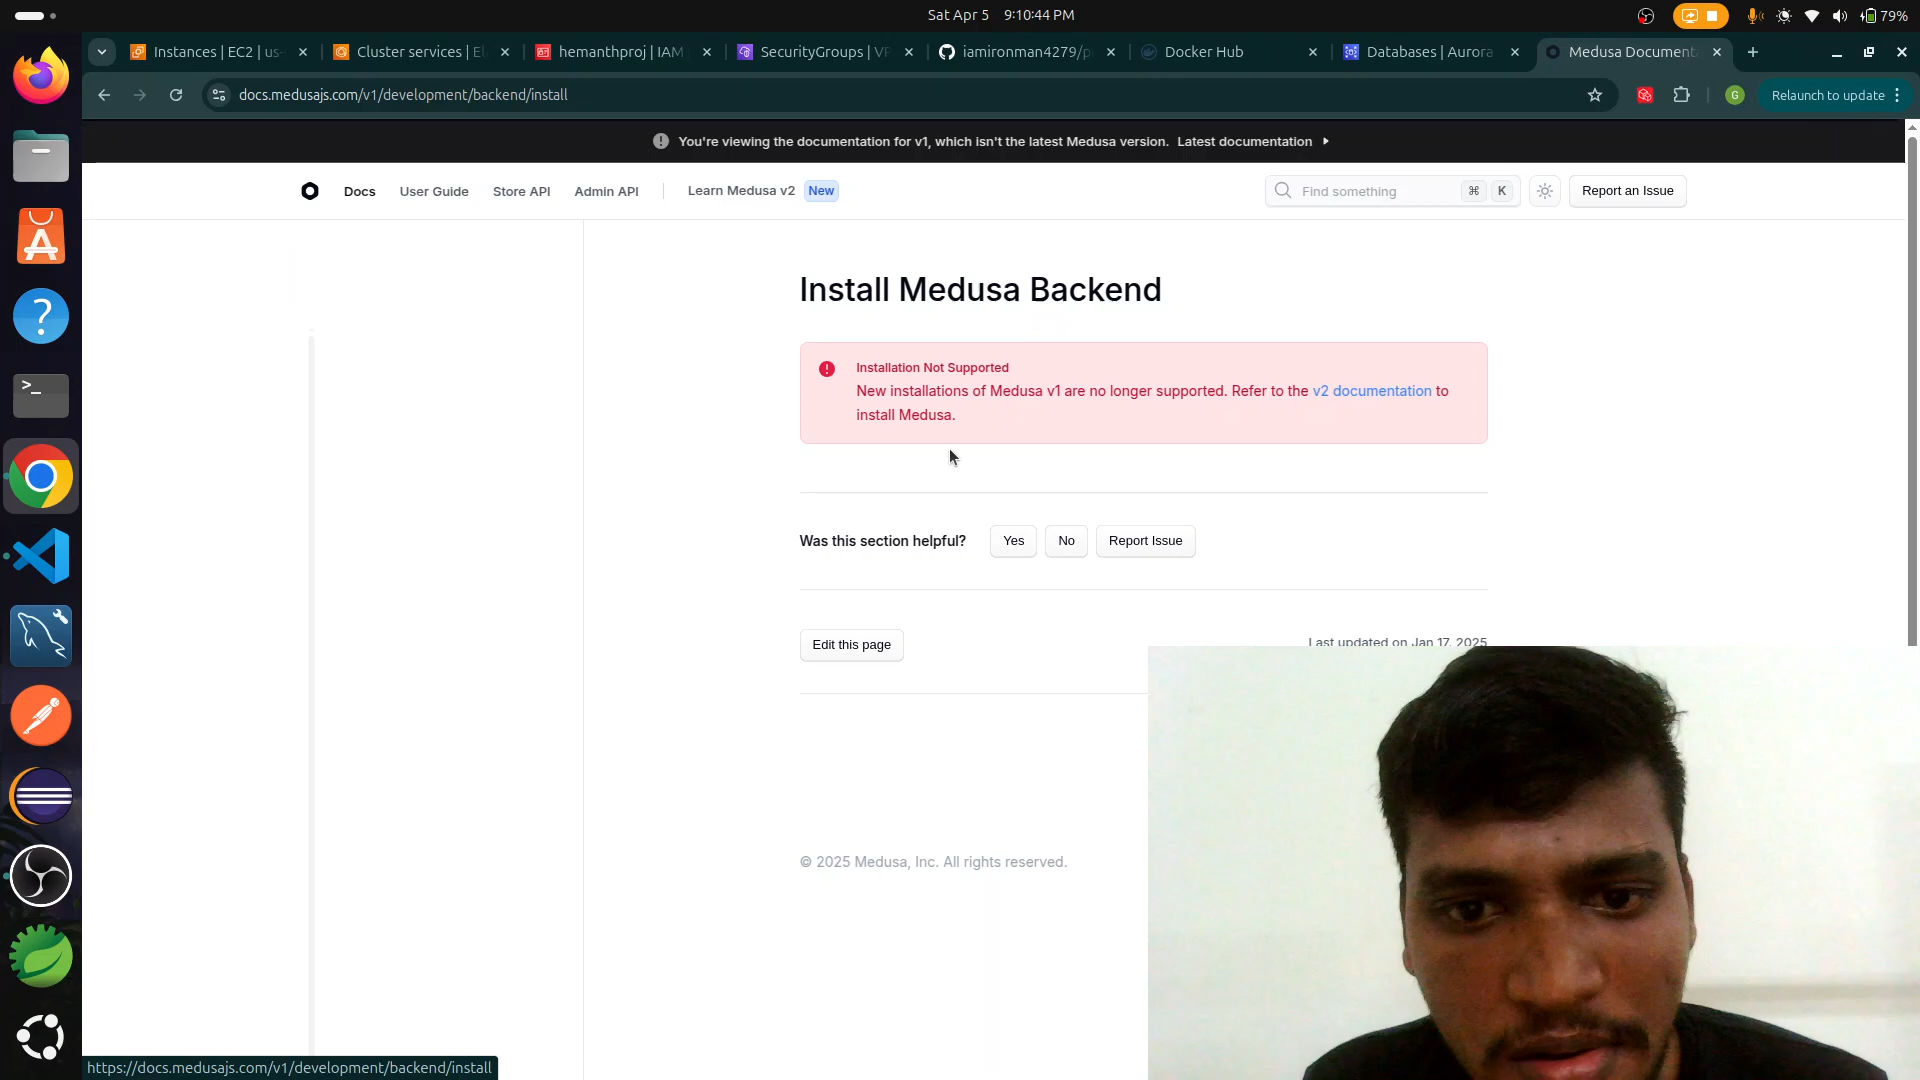 Sat Apr 5 9:10:44 PM
79%
Instances | EC2 | us-
Cluster services | El
hemanthproj | IAM
SecurityGroups | VP
iamironman4279/p
Docker Hub
Databases | Aurora
Medusa Documenta
docs.medusajs.com/v1/development/backend/install
G
Relaunch to update
You're viewing the documentation for v1, which isn't the latest Medusa version. Latest documentation
Docs
User Guide
Store API
Admin API
Learn Medusa v2
New
Find something
⌘ K
Report an Issue
Install Medusa Backend
Installation Not Supported
New installations of Medusa v1 are no longer supported. Refer to the v2 documentation to
install Medusa.
Was this section helpful?
Yes
No
Report Issue
Edit this page
Last updated on Jan 17, 2025
© 2025 Medusa, Inc. All rights reserved.
https://docs.medusajs.com/v1/development/backend/install